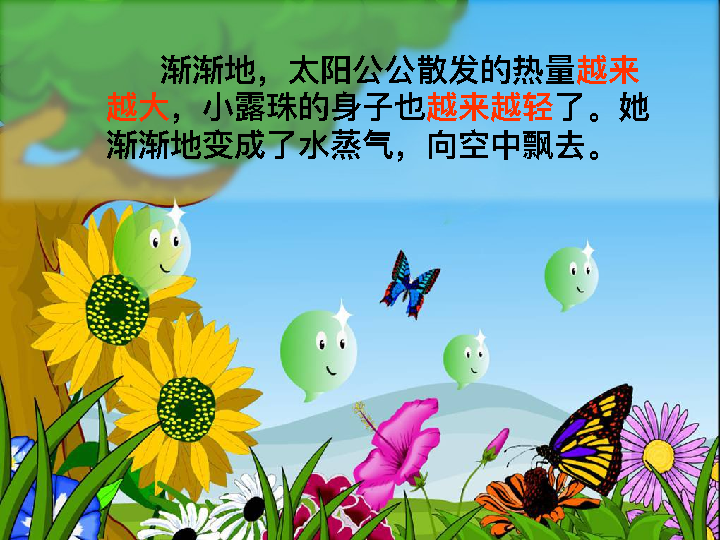 渐渐地，太阳公公散发的热量越来
越大，小露珠的身子也越来越轻了。她
渐渐地变成了水蒸气，向空中飘去。